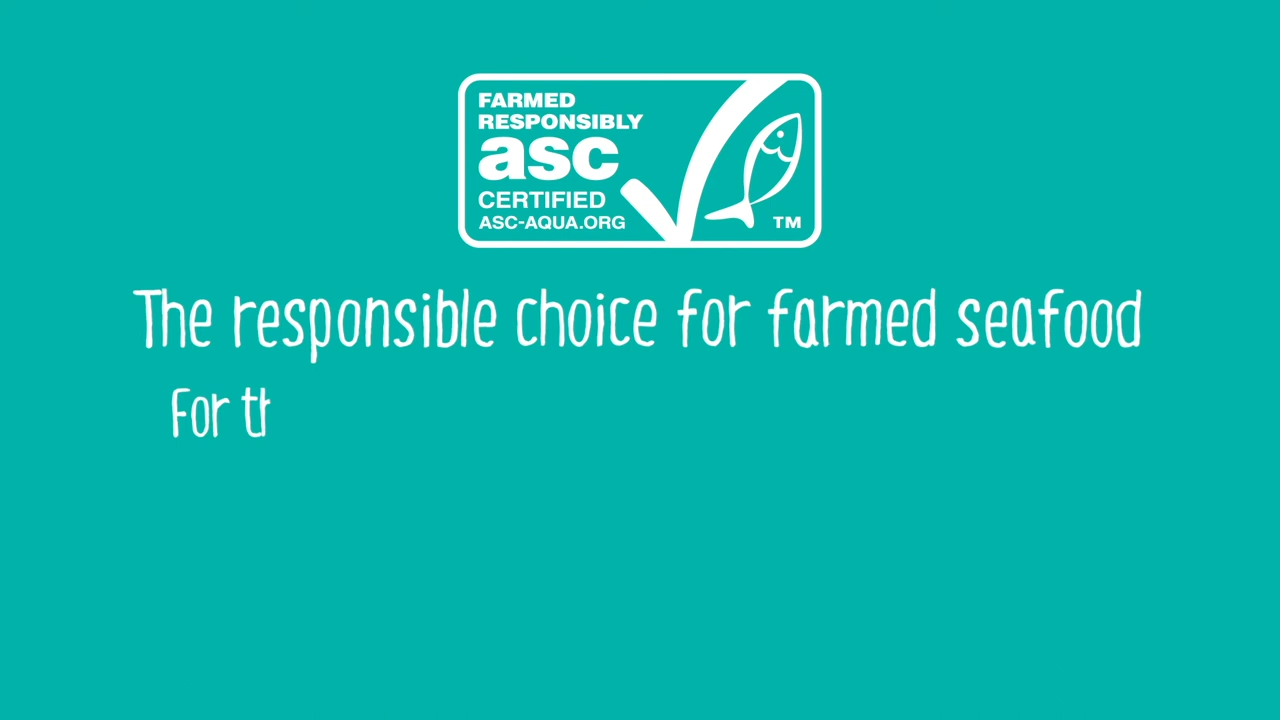 FARMED
RESPONSIBLY
asc
CERTIFIED
ASC-AQUA.ORG
TM
The responsible choice for farmed seafood
For